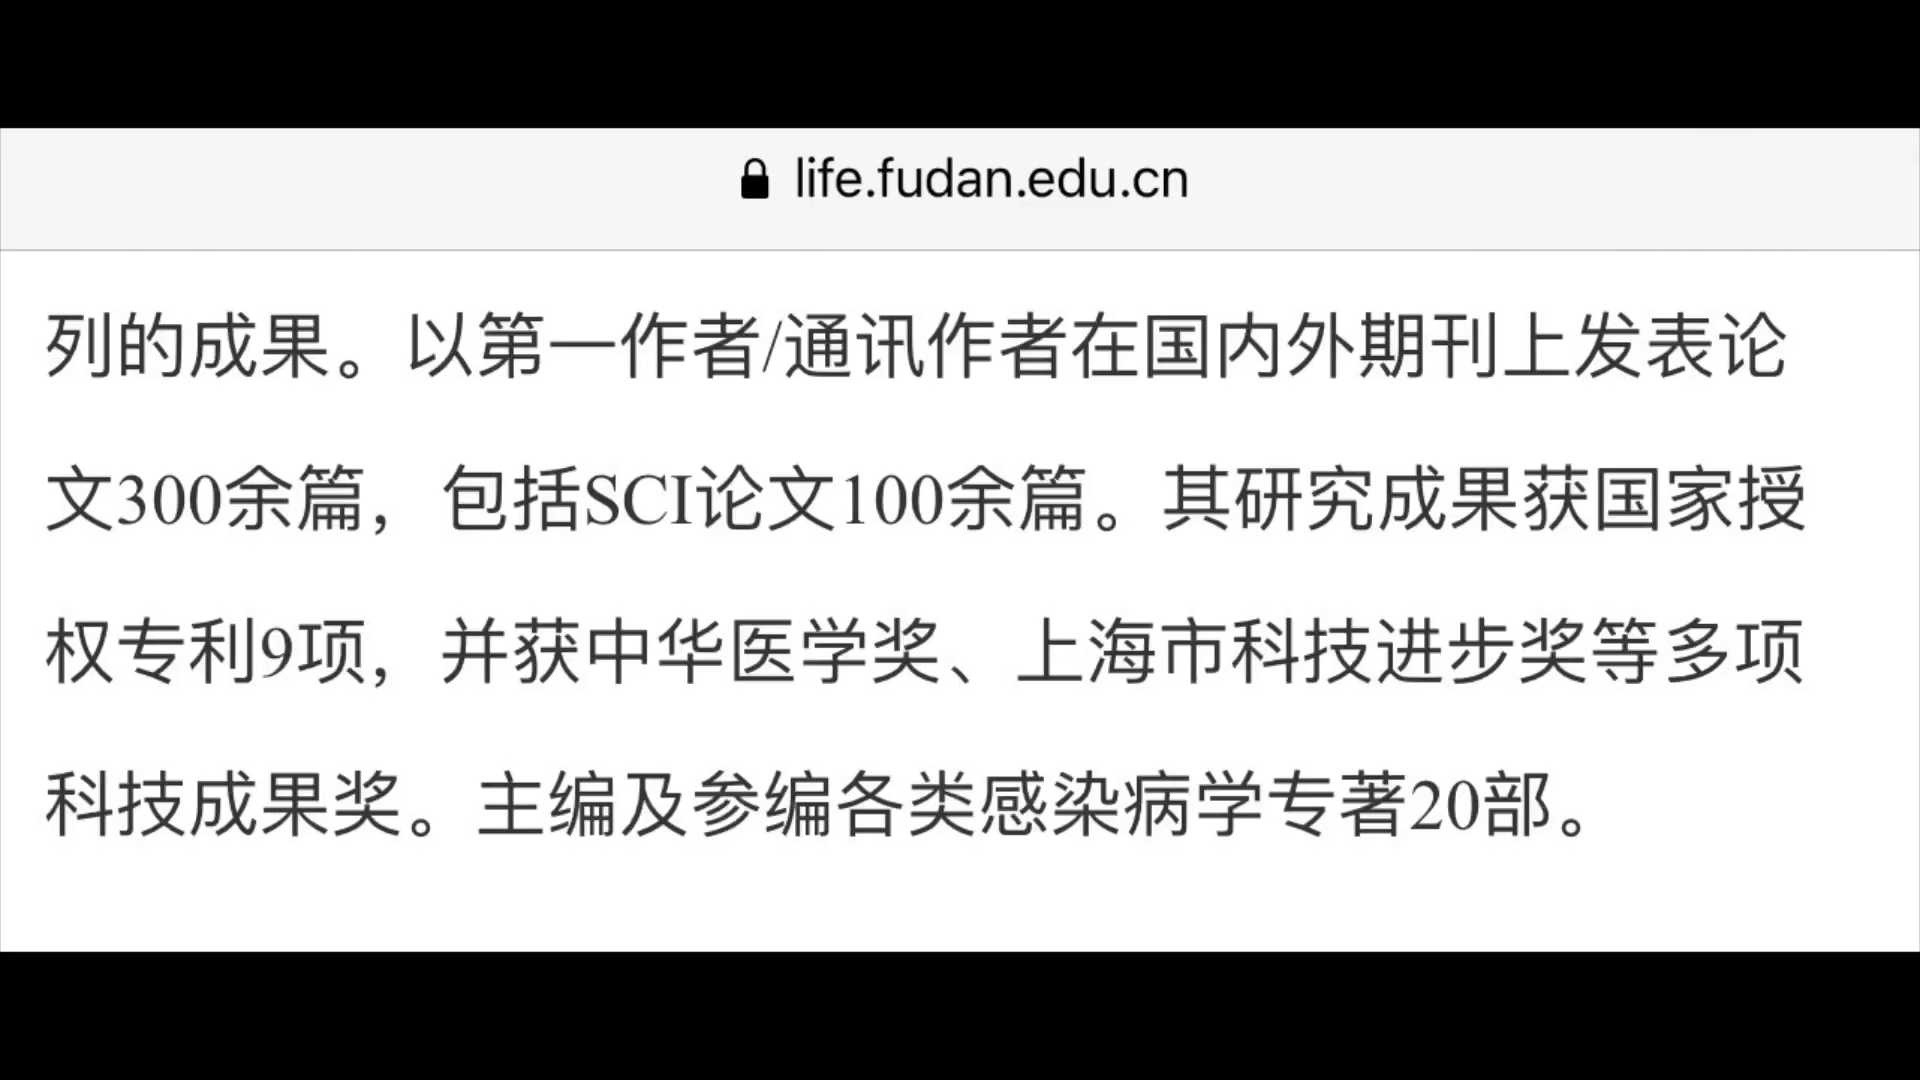 life.fudan.edu.cn
列的成果。以第一作者/通讯作者在国内外期刊上发表论
文300余篇，包括SCI论文100余篇。其研究成果获国家授
权专利9项，并获中华医学奖、上海市科技进步奖等多项
科技成果奖。主编及参编各类感染病学专著20部。